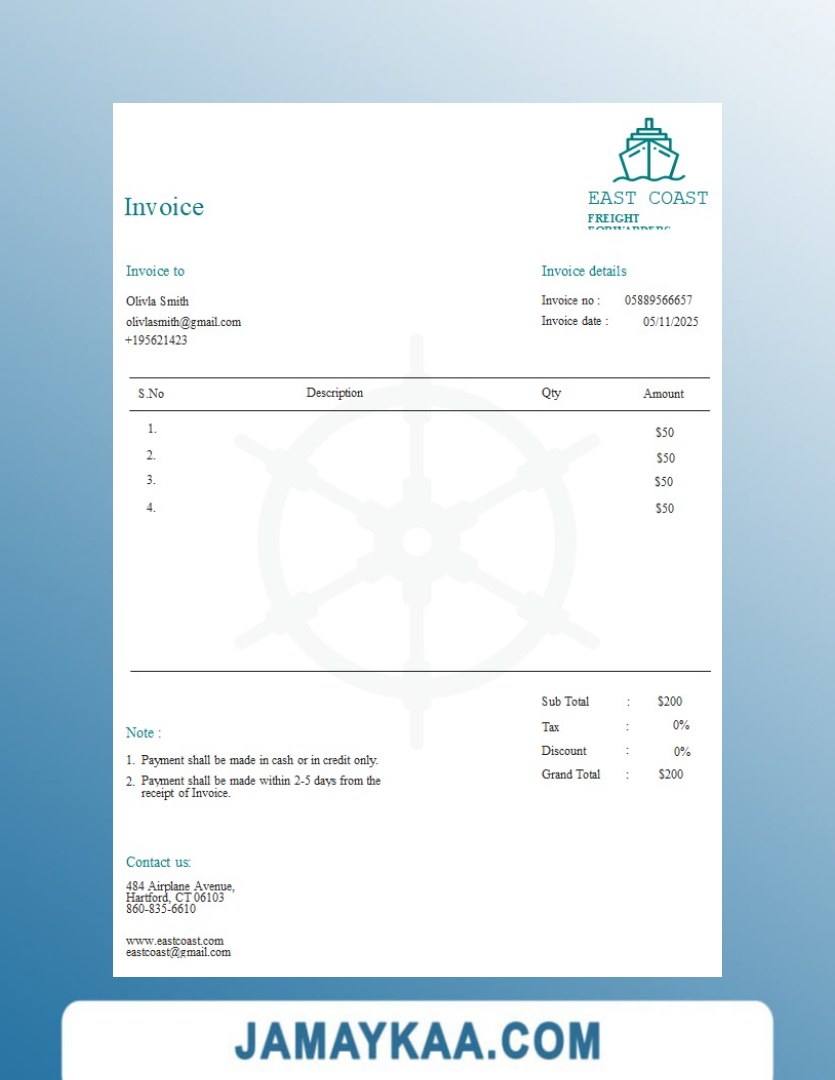 EAST COAST
FREIGHT
FORWARDERS
Invoice
Invoice to
Olivla Smith
olivlasmith@gmail.com
+195621423
Invoice details
Invoice no : 05889566657
Invoice date : 05/11/2025
S.No Description Qty Amount
1. $50
2. $50
3. $50
4. $50
Sub Total : $200
Tax : 0%
Discount : 0%
Grand Total : $200
Note :
1. Payment shall be made in cash or in credit only.
2. Payment shall be made within 2-5 days from the
receipt of Invoice.
Contact us:
484 Airplane Avenue,
Hartford, CT 06103
860-835-6610
www.eastcoast.com
eastcoast@gmail.com
JAMAYKAA.COM